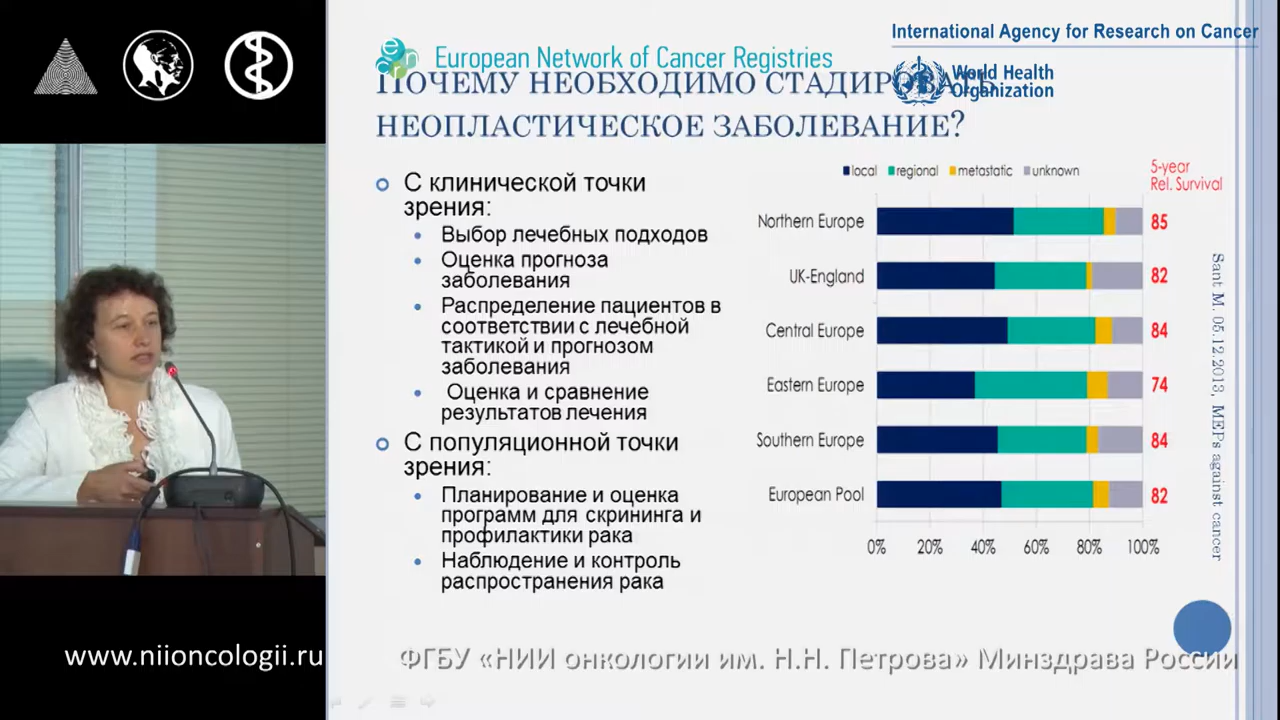 International Agency for Research on Cancer
European Network of Cancer Registries
World Health
Organization
ПОЧЕМУ НЕОБХОДИМО СТАДИРОВАТЬ
НЕОПЛАСТИЧЕСКОЕ ЗАБОЛЕВАНИЕ?
С клинической точки
зрения:
Выбор лечебных подходов
Оценка прогноза
заболевания
Распределение пациентов в
соответствии с лечебной
тактикой и прогнозом
заболевания
Оценка и сравнение
результатов лечения
С популяционной точки
зрения:
Планирование и оценка
программ для скрининга и
профилактики рака
Наблюдение и контроль
распространения рака
local regional metastatic unknown
5-year
Rel. Survival
Northern Europe 85
UK-England 82
Central Europe 84
Eastern Europe 74
Southern Europe 84
European Pool 82
0% 20% 40% 60% 80% 100%
Sant M. 05.12.2013, MEPs against cancer
www.niioncologii.ru
ФГБУ «НИИ онкологии им. Н.Н. Петрова» Минздрава России